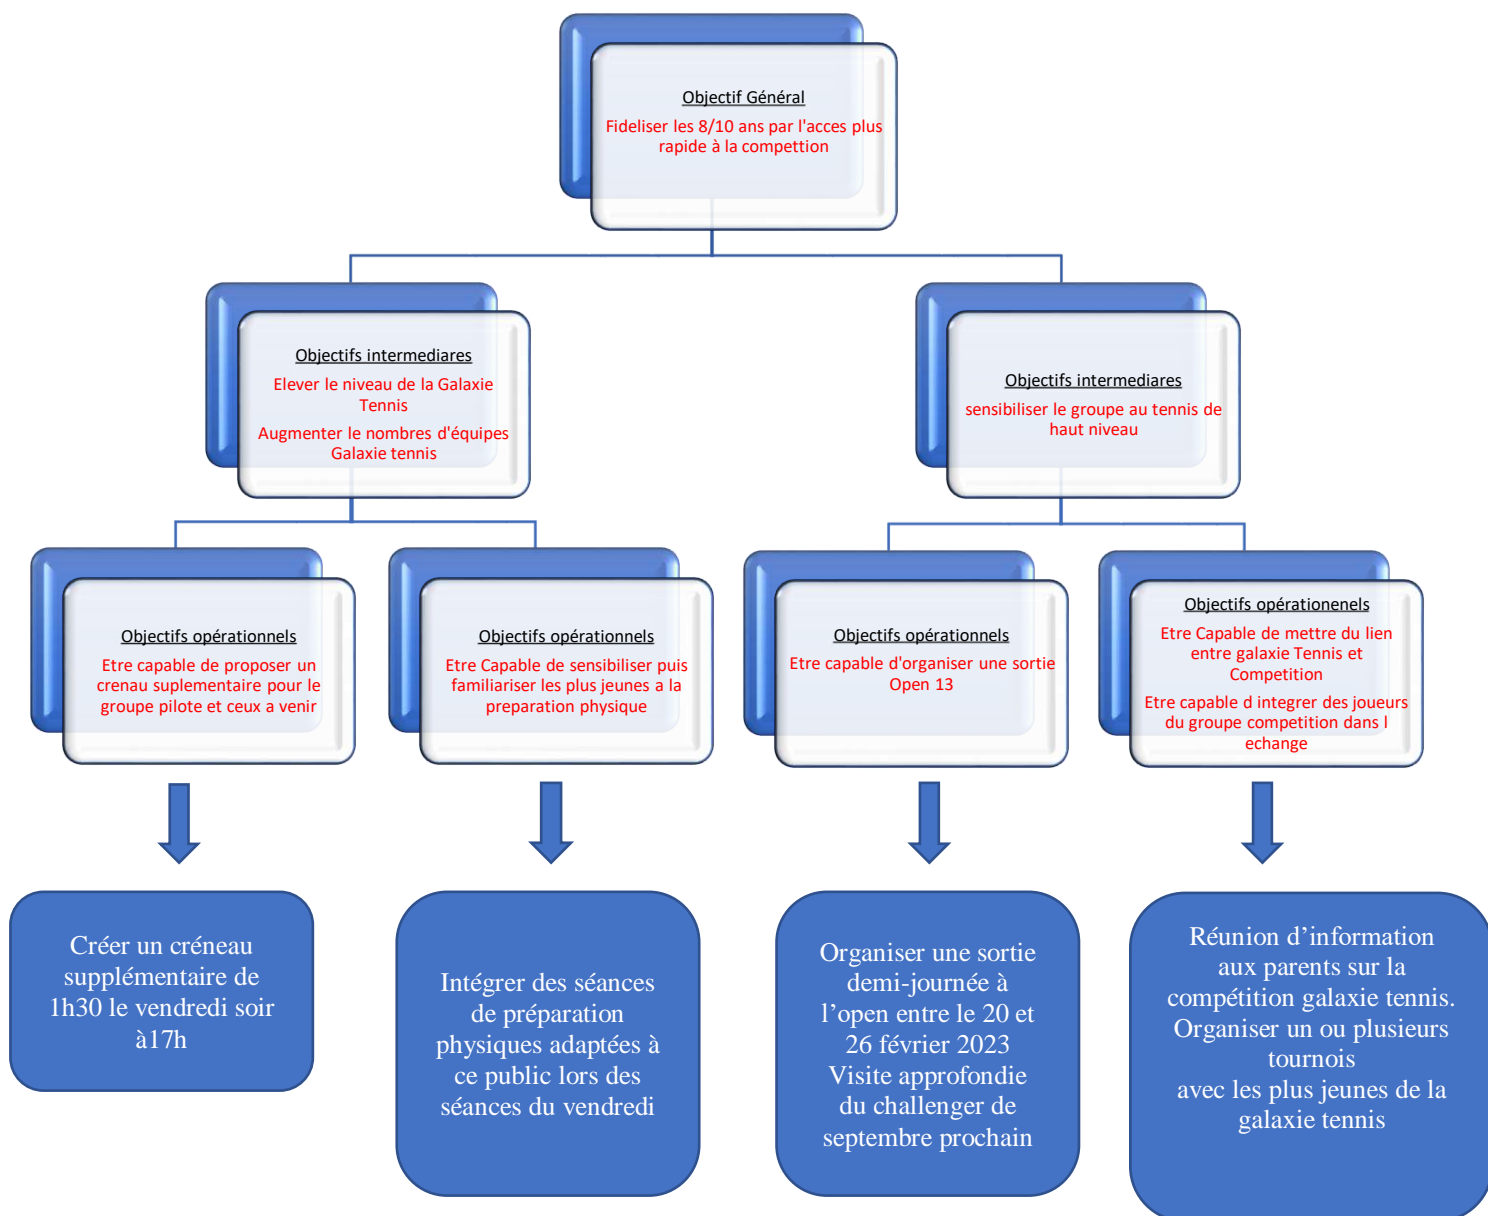 Objectif Général
Fideliser les 8/10 ans par l'acces plus
rapide à la compettion
Objectifs intermediares
Elever le niveau de la Galaxie
Tennis
Augmenter le nombres d'équipes
Galaxie tennis
Objectifs intermediares
sensibiliser le groupe au tennis de
haut niveau
Objectifs opérationnels
Etre capable de proposer un
crenau suplementaire pour le
groupe pilote et ceux a venir
Objectifs opérationnels
Etre Capable de sensibiliser puis
familiariser les plus jeunes a la
preparation physique
Objectifs opérationnels
Etre capable d'organiser une sortie
Open 13
Objectifs opérationenels
Etre Capable de mettre du lien
entre galaxie Tennis et
Competition
Etre capable d integrer des joueurs
du groupe competition dans l
echange
Créer un créneau
supplémentaire de
1h30 le vendredi soir
à17h
Intégrer des séances
de préparation
physiques adaptées à
ce public lors des
séances du vendredi
Organiser une sortie
demi-journée à
l’open entre le 20 et
26 février 2023
Visite approfondie
du challenger de
septembre prochain
Réunion d’information
aux parents sur la
compétition galaxie tennis.
Organiser un ou plusieurs
tournois
avec les plus jeunes de la
galaxie tennis